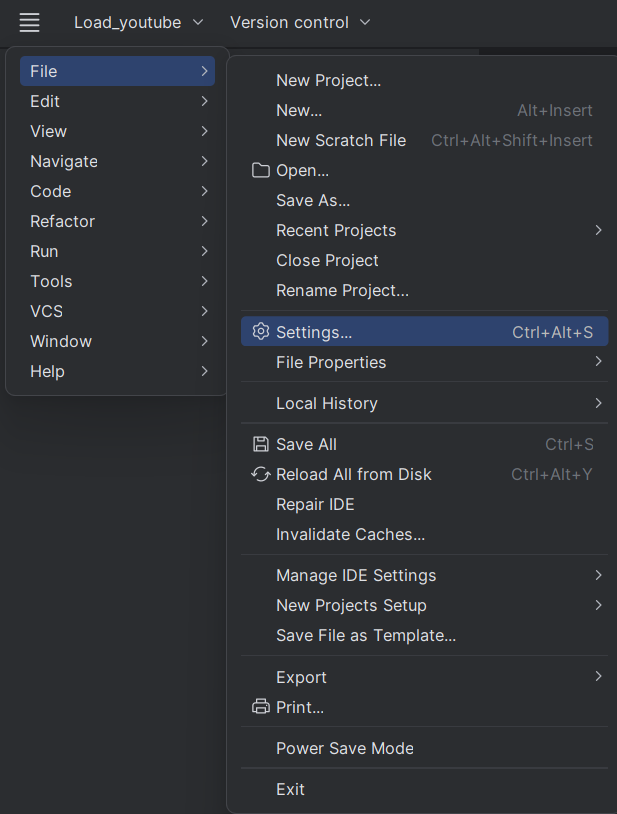 Load_youtube Version control
File
Edit
View
Navigate
Code
Refactor
Run
Tools
VCS
Window
Help
New Project...
New... Alt+Insert
New Scratch File Ctrl+Alt+Shift+Insert
Open...
Save As...
Recent Projects
Close Project
Rename Project...
Settings... Ctrl+Alt+S
File Properties
Local History
Save All Ctrl+S
Reload All from Disk Ctrl+Alt+Y
Repair IDE
Invalidate Caches...
Manage IDE Settings
New Projects Setup
Save File as Template...
Export
Print...
Power Save Mode
Exit